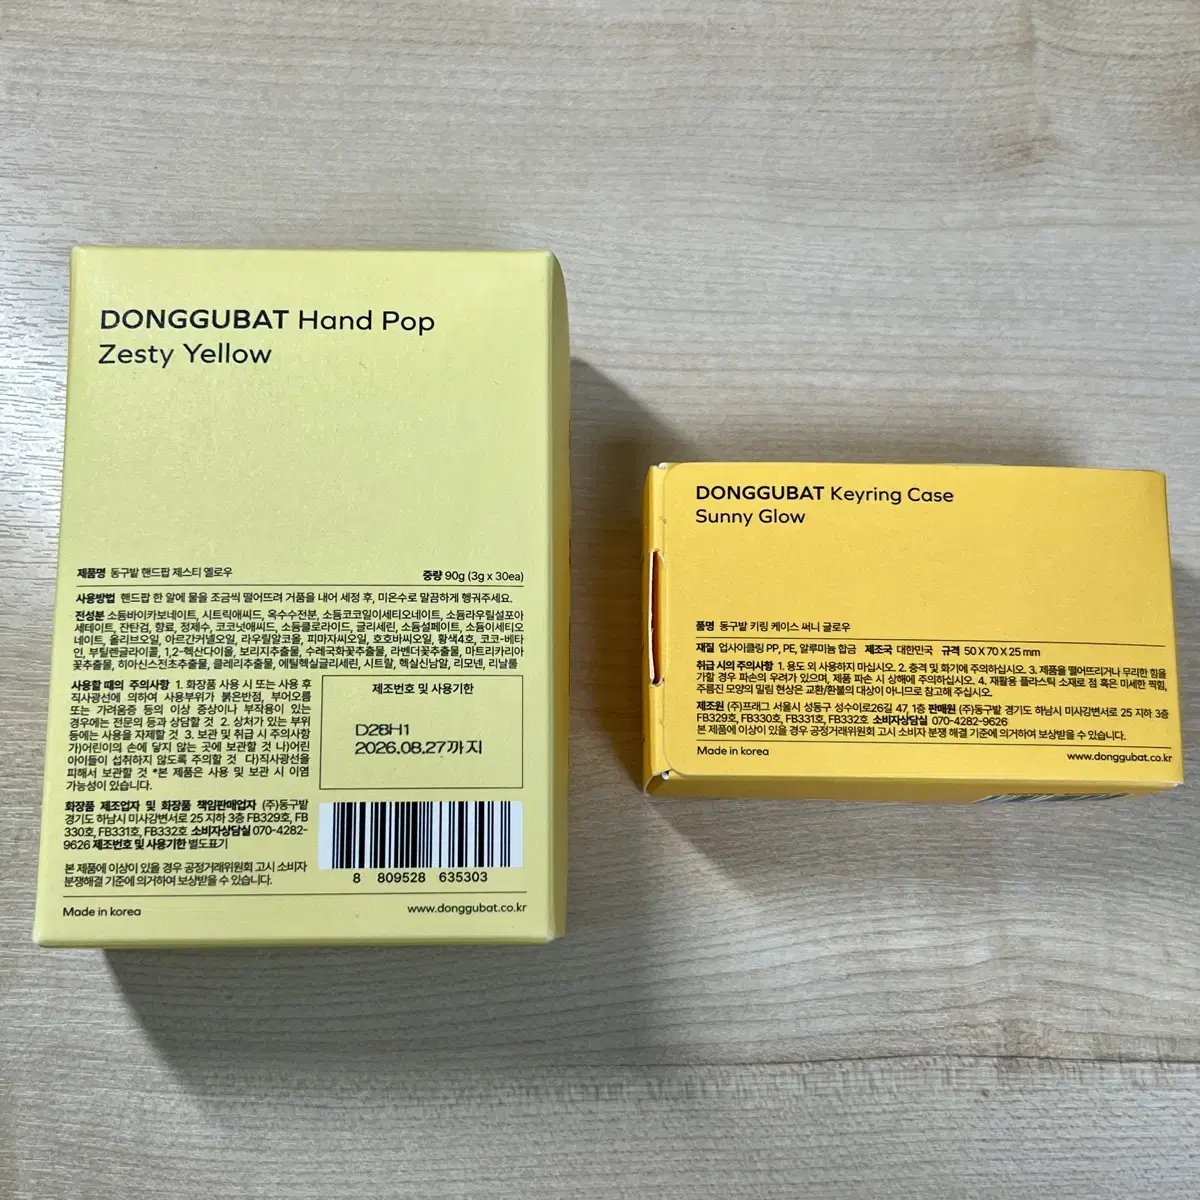 DONGGUBAT Hand Pop
Zesty Yellow
제품명 동구밭 핸드팝 제스티 옐로우
중량 90g (3g x 30ea)
사용방법 핸드팝 한 알에 물을 조금씩 떨어뜨려 거품을 내어 세정 후, 미온수로 말끔하게 헹궈주세요.
전성분 소듐바이카보네이트, 시트릭애씨드, 옥수수전분, 소듐코코일이세티오네이트, 소듐라우릴설포아
세테이트, 잔탄검, 향료, 정제수, 코코넛애씨드, 소듐클로라이드, 글리세린, 소듐설페이트, 소듐이세티오
네이트, 올리브오일, 아르간커넬오일, 라우릴알코올, 피마자씨오일, 호호바씨오일, 황색4호, 코코-베타
인, 부틸렌글라이콜, 1,2-헥산다이올, 보리지추출물, 수레국화꽃추출물, 라벤더꽃추출물, 마트리카리아
꽃추출물, 히아신스전초추출물, 클레리추출물, 에틸헥실글리세린, 시트랄, 헥실신남알, 리모넨, 리날룰
사용할 때의 주의사항 1. 화장품 사용 시 또는 사용 후
직사광선에 의하여 사용부위가 붉은반점, 부어오름
또는 가려움증 등의 이상 증상이나 부작용이 있는
경우에는 전문의 등과 상담할 것 2. 상처가 있는 부위
등에는 사용을 자제할 것 3. 보관 및 취급 시 주의사항
가)어린이의 손에 닿지 않는 곳에 보관할 것 나)어린
아이들이 섭취하지 않도록 주의할 것 다)직사광선을
피해서 보관할 것 *본 제품은 사용 및 보관 시 이염
가능성이 있습니다.
제조번호 및 사용기한
D28H1
2026.08.27까지
화장품 제조업자 및 화장품 책임판매업자 (주)동구밭
경기도 하남시 미사강변서로 25 지하 3층 FB329호, FB
330호, FB331호, FB332호 소비자상담실 070-4282-
9626 제조번호 및 사용기한 별도표기
본 제품에 이상이 있을 경우 공정거래위원회 고시 소비자
분쟁해결 기준에 의거하여 보상받을 수 있습니다.
8 809528 635303
Made in korea
www.donggubat.co.kr
DONGGUBAT Keyring Case
Sunny Glow
품명 동구밭 키링 케이스 써니 글로우
재질 업사이클링 PP, PE, 알루미늄 합금 제조국 대한민국 규격 50 X 70 X 25 mm
취급 시의 주의사항 1. 용도 외 사용하지 마십시오. 2. 충격 및 화기에 주의하십시오. 3. 제품을 떨어트리거나 무리한 힘을
가할 경우 파손의 우려가 있으며, 제품 파손 시 상해에 주의하십시오. 4. 재활용 플라스틱 소재로 점 혹은 미세한 찍힘,
주름진 모양의 밀림 현상은 교환/환불의 대상이 아니므로 참고해 주십시오.
제조원 (주)프래그 서울시 성동구 성수이로26길 47, 1층 판매원 (주)동구밭 경기도 하남시 미사강변서로 25 지하 3층
FB329호, FB330호, FB331호, FB332호 소비자상담실 070-4282-9626
본 제품에 이상이 있을 경우 공정거래위원회 고시 소비자 분쟁 해결 기준에 의거하여 보상받을 수 있습니다.
Made in korea
www.donggubat.co.kr